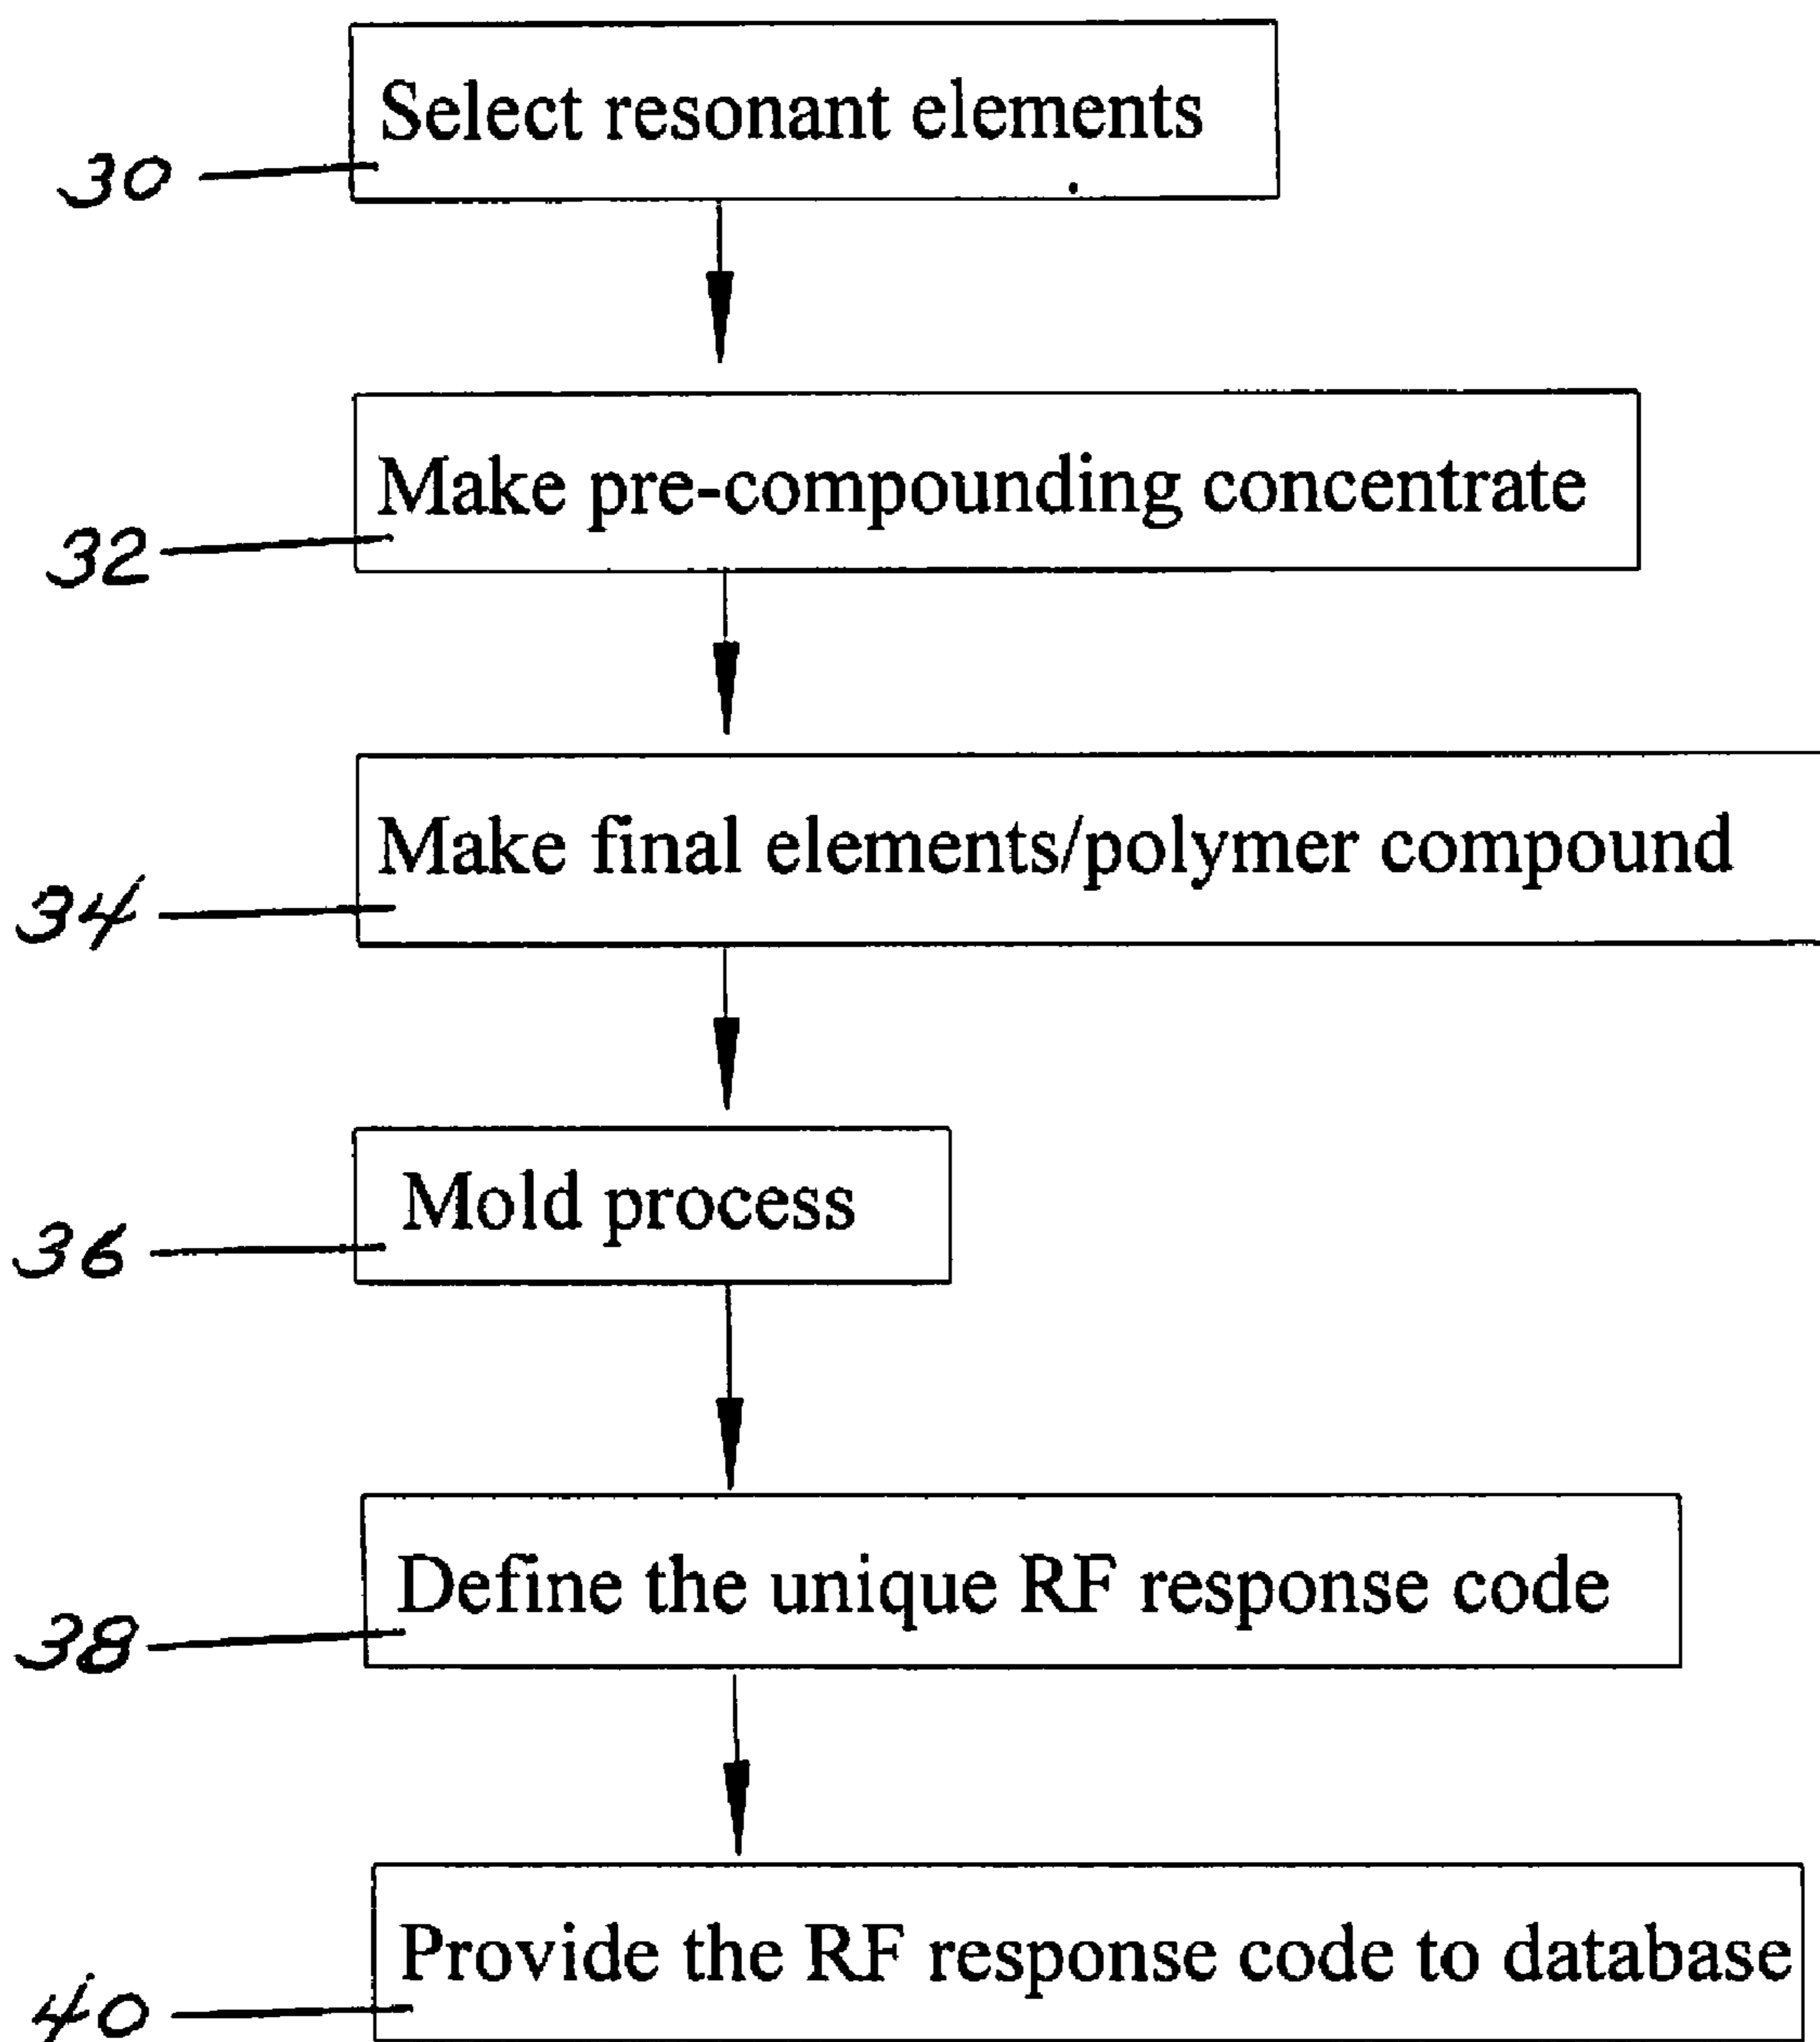 Select resonant elements
30
Make pre-compounding concentrate
32
Make final elements/polymer compound
34
Mold process
36
Define the unique RF response code
38
Provide the RF response code to database
40